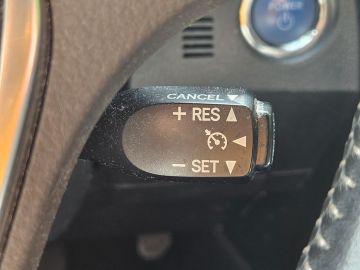 POWER
CANCEL ▼
+ RES ▲
◀
− SET ▼